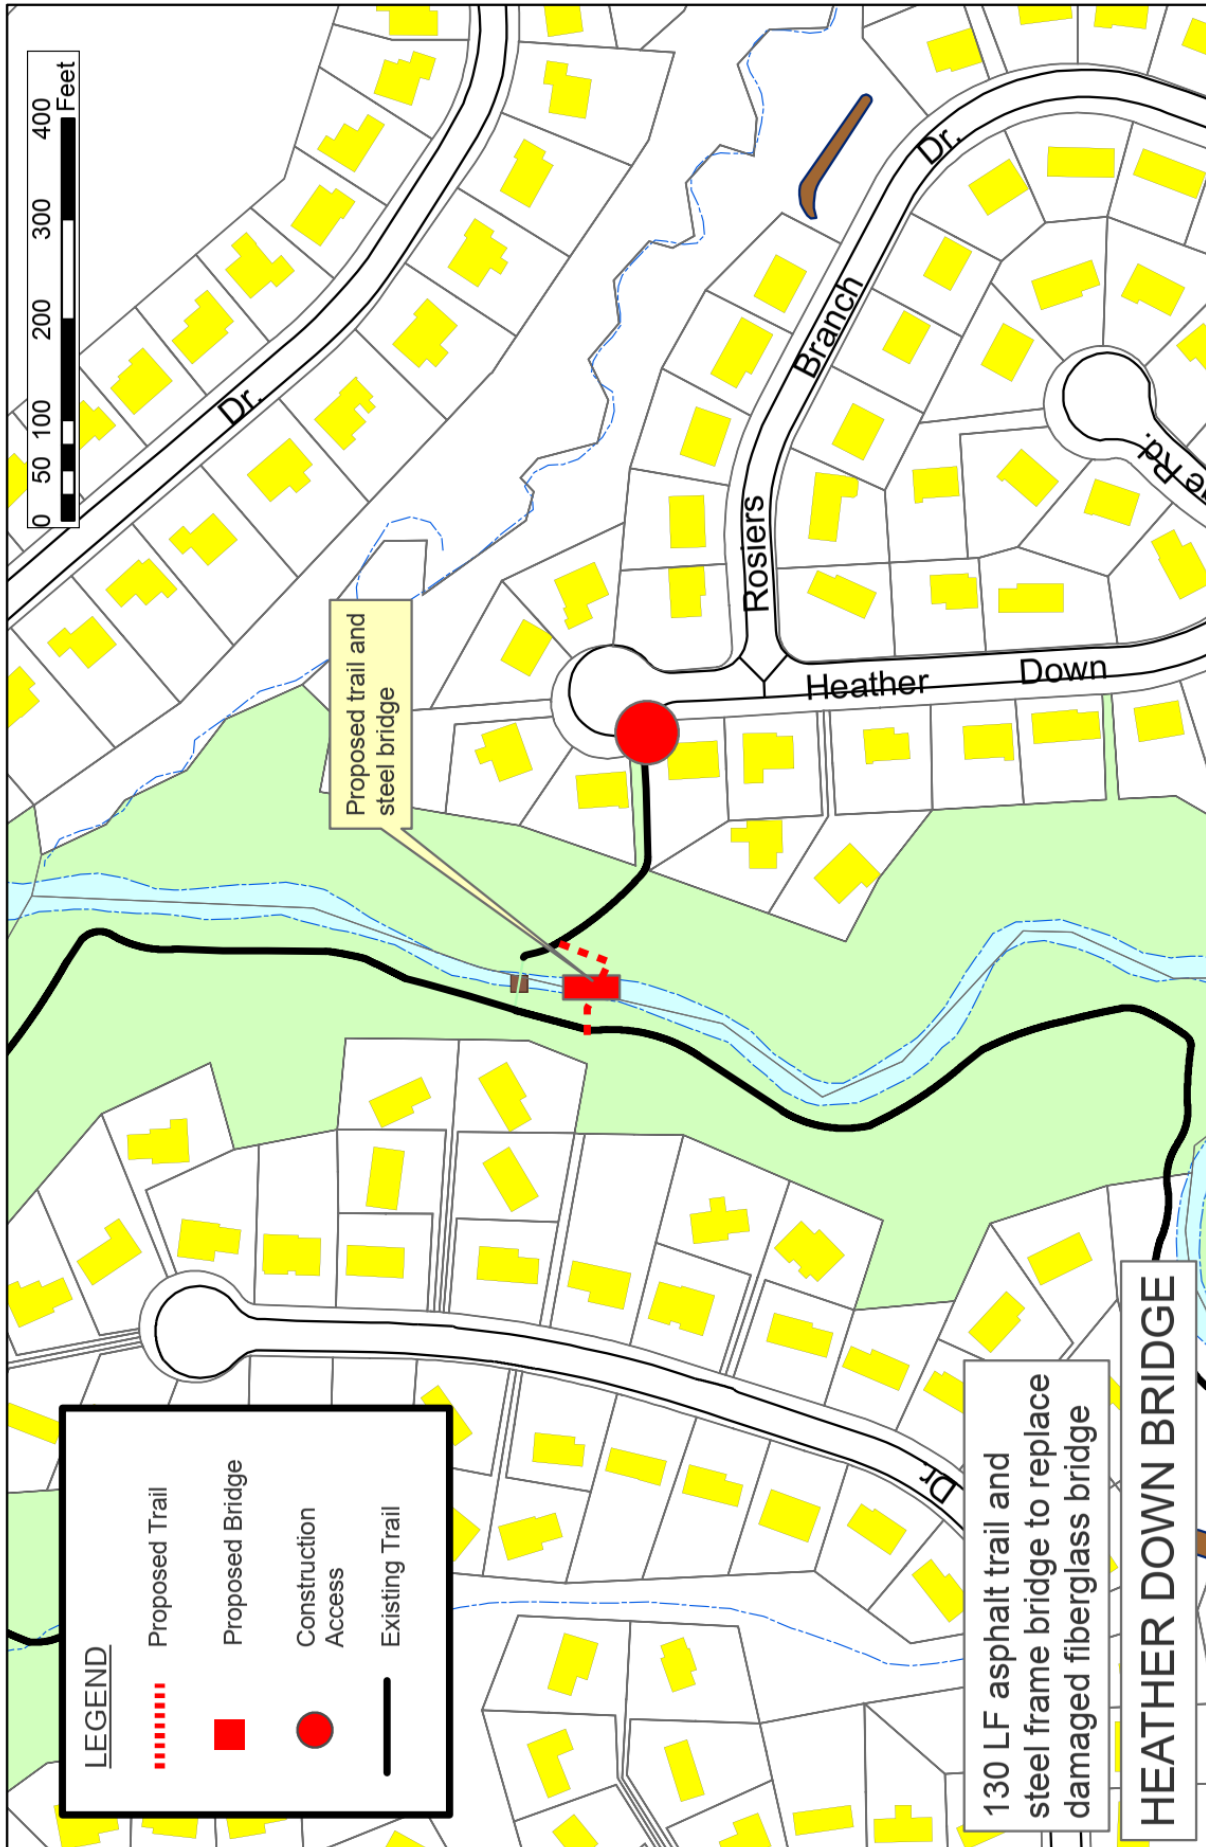 LEGEND
Proposed Trail
Proposed Bridge
Construction
Access
Existing Trail
130 LF asphalt trail and
steel frame bridge to replace
damaged fiberglass bridge
HEATHER DOWN BRIDGE
Proposed trail and
steel bridge
0 50 100 200 300 400
Feet
Dr.
Rosiers Branch Dr.
Heather Down
Rd.
Dr.